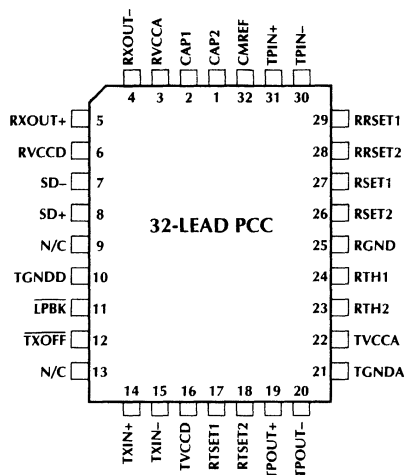 RXOUT–
RVCCA
CAP1
CAP2
CMREF
TPIN+
TPIN–
4 3 2 1 32 31 30
RXOUT+ 5
RVCCD 6
SD– 7
SD+ 8
N/C 9
TGNDD 10
LPBK 11
TXOFF 12
N/C 13
32-LEAD PCC
29 RRSET1
28 RRSET2
27 RSET1
26 RSET2
25 RGND
24 RTH1
23 RTH2
22 TVCCA
21 TGNDA
14 15 16 17 18 19 20
TXIN+
TXIN–
TVCCD
RTSET1
RTSET2
TPOUT+
TPOUT–